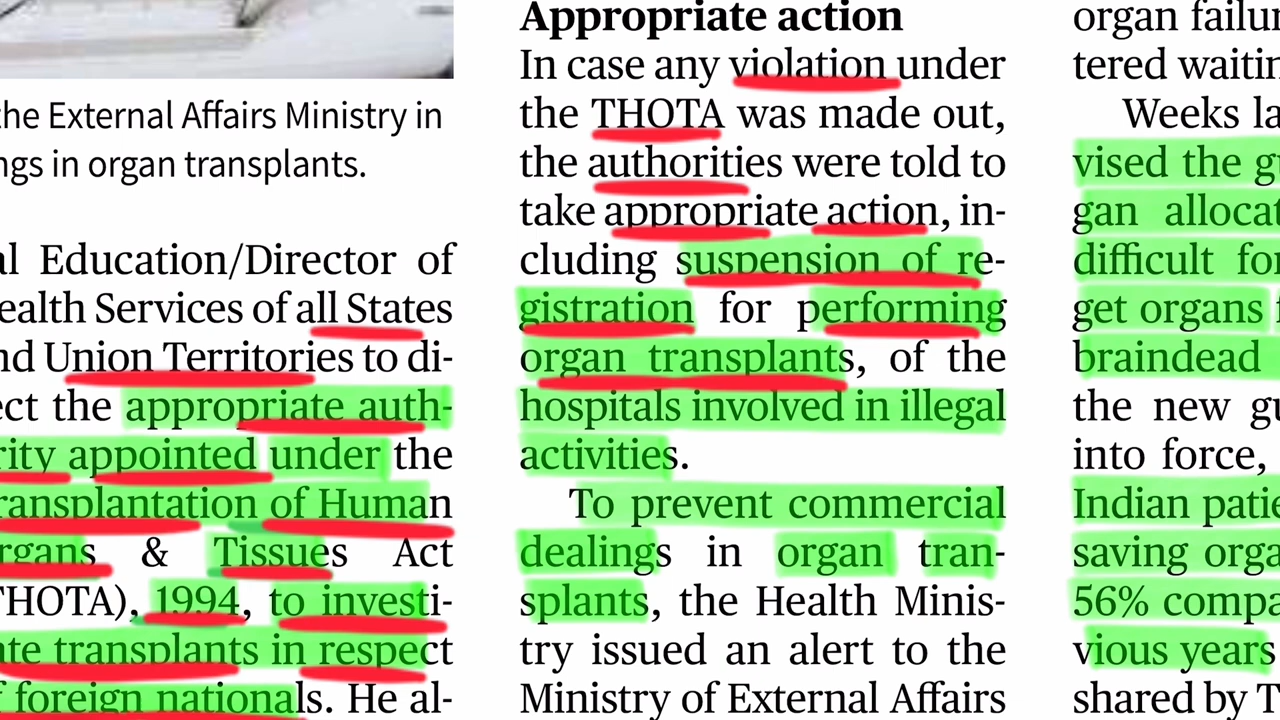 the External Affairs Ministry in
ngs in organ transplants.
al Education/Director of
ealth Services of all States
nd Union Territories to di-
ect the appropriate auth-
rity appointed under the
ransplantation of Human
rgans & Tissues Act
THOTA), 1994, to investi-
ate transplants in respect
f foreign nationals. He al-
Appropriate action
In case any violation under
the THOTA was made out,
the authorities were told to
take appropriate action, in-
cluding suspension of re-
gistration for performing
organ transplants, of the
hospitals involved in illegal
activities.
To prevent commercial
dealings in organ tran-
splants, the Health Minis-
try issued an alert to the
Ministry of External Affairs
organ failur
tered waitin
Weeks la
vised the gu
gan allocat
difficult for
get organs f
braindead
the new gu
into force,
Indian patie
saving orga
56% compa
vious years
shared by T